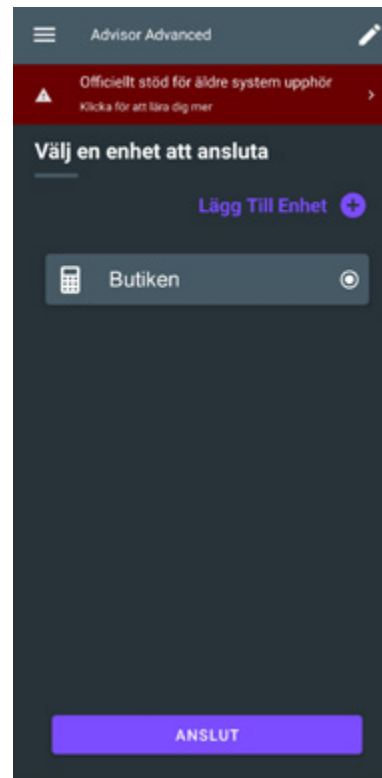 Advisor Advanced
Officiellt stöd för äldre system upphör
Klicka för att lära dig mer
Välj en enhet att ansluta
Lägg Till Enhet
Butiken
ANSLUT